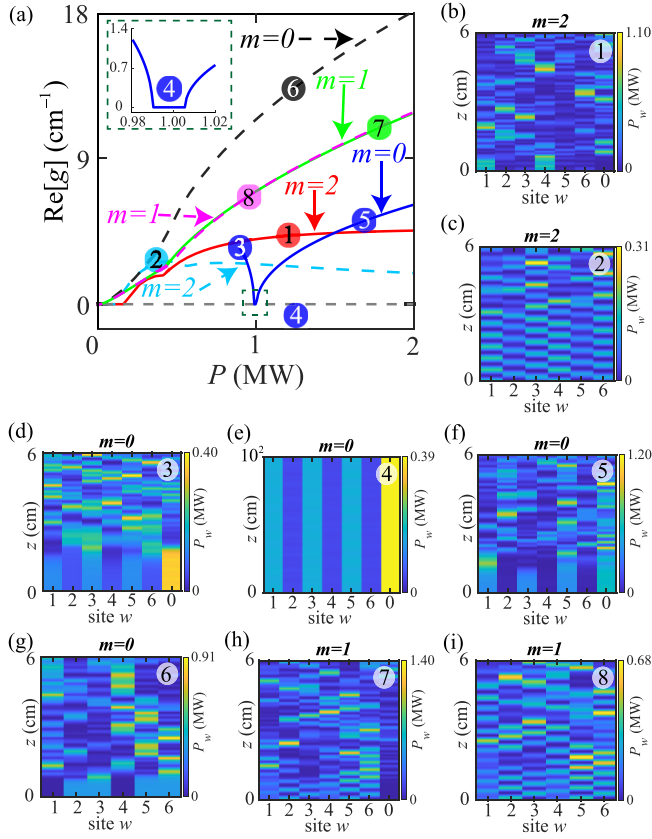 (a)
1.4
0.7
0
0.98 1.00 1.02
4
m=0
6
m=1
7
m=0
8
m=2
m=1
2
3
1
5
m=2
4
18
9
0
Re[g] (cm⁻¹)
0 1 2
P (MW)
(b) m=2
1
6
z (cm)
0
1 2 3 4 5 6 0
site w
1.10
P_w (MW)
0
(c) m=2
2
6
z (cm)
0
1 2 3 4 5 6
site w
0.31
P_w (MW)
0
(d) m=0
3
6
z (cm)
0
1 2 3 4 5 6 0
site w
0.40
P_w (MW)
0
(e) m=0
4
10²
z (cm)
0
1 2 3 4 5 6 0
site w
0.39
P_w (MW)
0
(f) m=0
5
6
z (cm)
0
1 2 3 4 5 6 0
site w
1.20
P_w (MW)
0
(g) m=0
6
6
z (cm)
0
1 2 3 4 5 6
site w
0.91
P_w (MW)
0
(h) m=1
7
6
z (cm)
0
1 2 3 4 5 6 0
site w
1.40
P_w (MW)
0
(i) m=1
8
6
z (cm)
0
1 2 3 4 5 6
site w
0.68
P_w (MW)
0